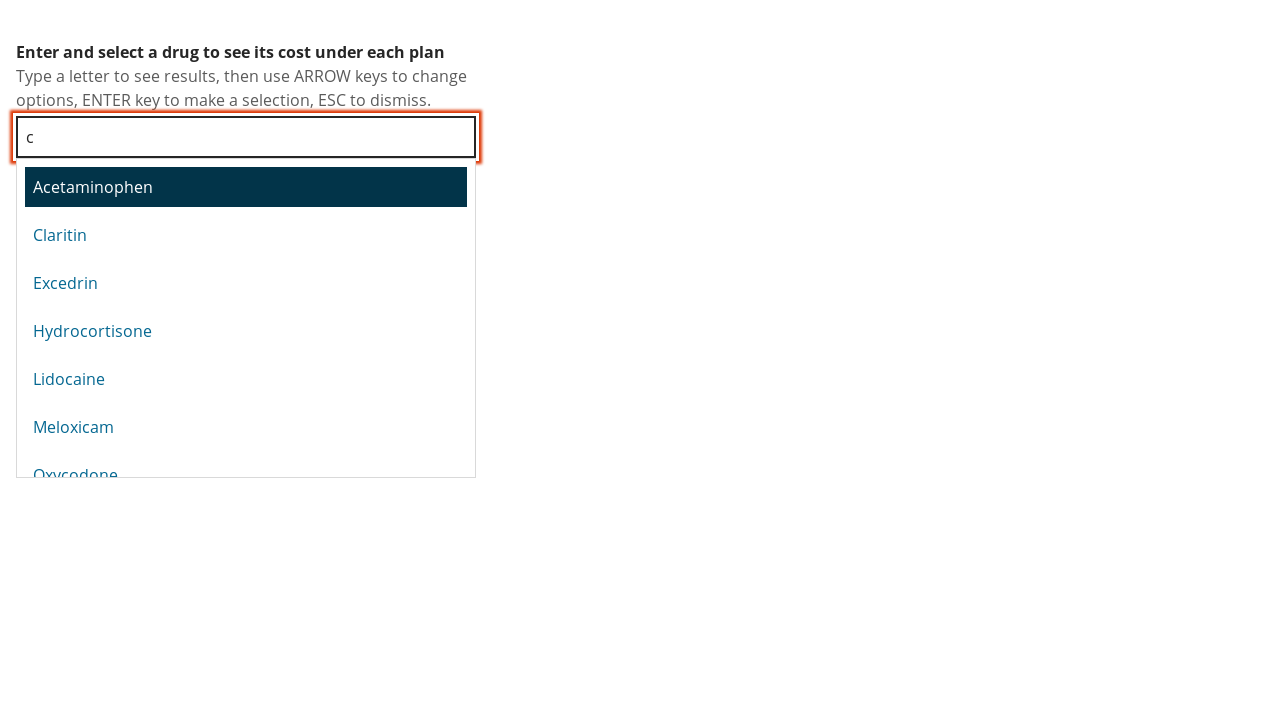 Enter and select a drug to see its cost under each plan
Type a letter to see results, then use ARROW keys to change
options, ENTER key to make a selection, ESC to dismiss.
c
Acetaminophen
Claritin
Excedrin
Hydrocortisone
Lidocaine
Meloxicam
Oxycodone